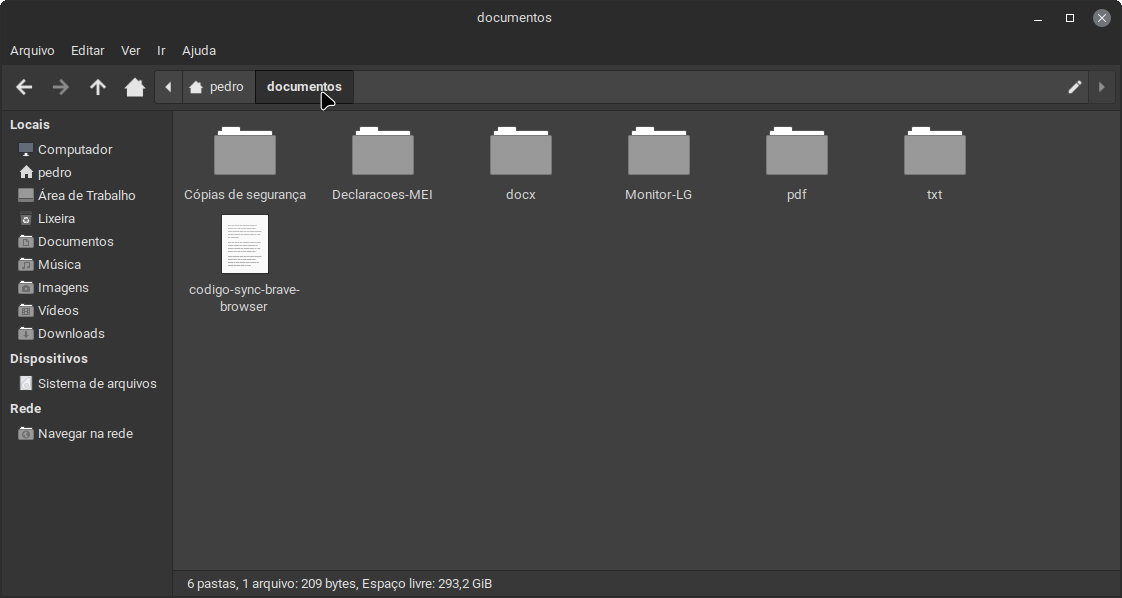 documentos
Arquivo Editar Ver Ir Ajuda
pedro documentos
Locais
Computador
pedro
Área de Trabalho
Lixeira
Documentos
Música
Imagens
Vídeos
Downloads
Dispositivos
Sistema de arquivos
Rede
Navegar na rede
Cópias de segurança Declaracoes-MEI docx Monitor-LG pdf txt
codigo-sync-brave-
browser
6 pastas, 1 arquivo: 209 bytes, Espaço livre: 293,2 GiB